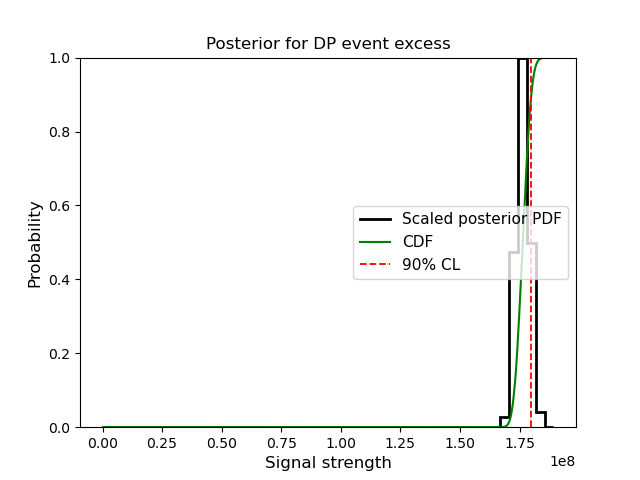 Posterior for DP event excess
Probability
1.0
0.8
0.6
0.4
0.2
0.0
Scaled posterior PDF
CDF
90% CL
0.00 0.25 0.50 0.75 1.00 1.25 1.50 1.75
1e8
Signal strength